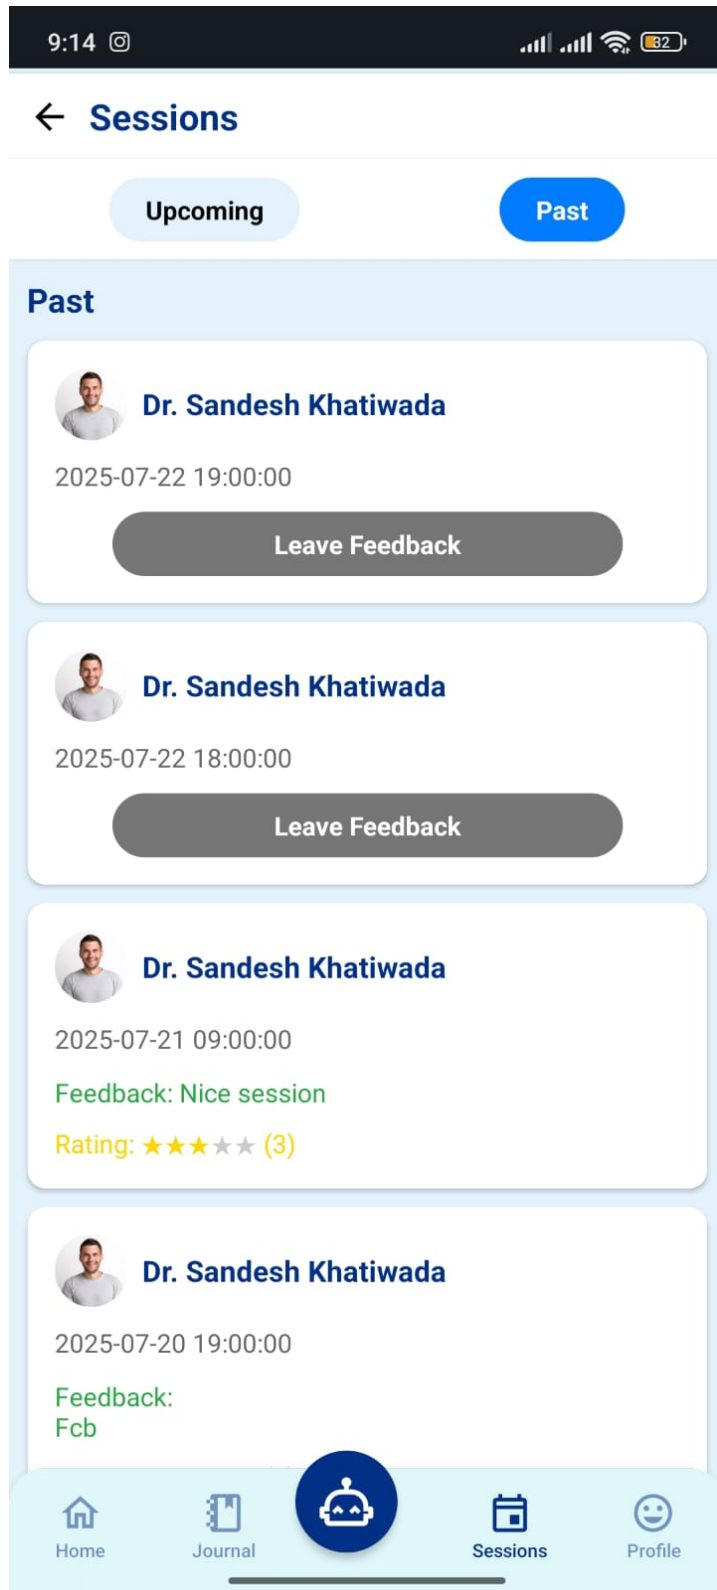 9:14
32
Sessions
Upcoming
Past
Past
Dr. Sandesh Khatiwada
2025-07-22 19:00:00
Leave Feedback
Dr. Sandesh Khatiwada
2025-07-22 18:00:00
Leave Feedback
Dr. Sandesh Khatiwada
2025-07-21 09:00:00
Feedback: Nice session
Rating: ★★★★★ (3)
Dr. Sandesh Khatiwada
2025-07-20 19:00:00
Feedback:
Fcb
Home
Journal
Sessions
Profile